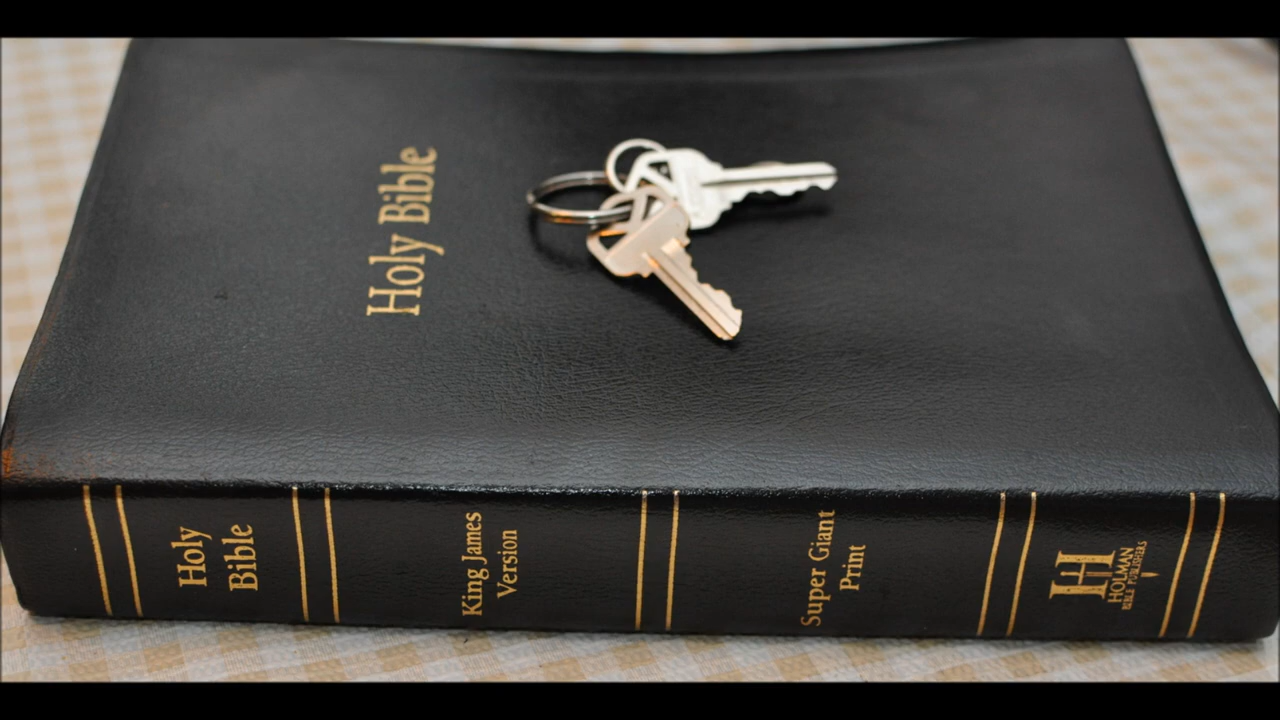 Holy Bible
Holy
Bible
King James
Version
Super Giant
Print
H
HOLMAN
BIBLE PUBLISHERS